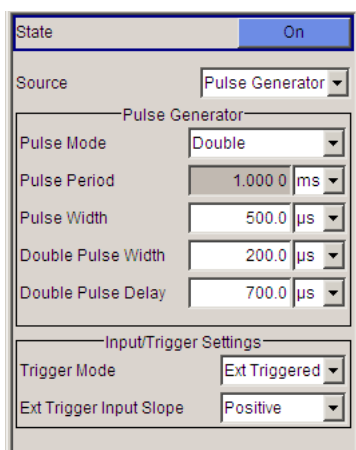 State On
Source Pulse Generator
Pulse Generator
Pulse Mode Double
Pulse Period 1.000 0 ms
Pulse Width 500.0 µs
Double Pulse Width 200.0 µs
Double Pulse Delay 700.0 µs
Input/Trigger Settings
Trigger Mode Ext Triggered
Ext Trigger Input Slope Positive